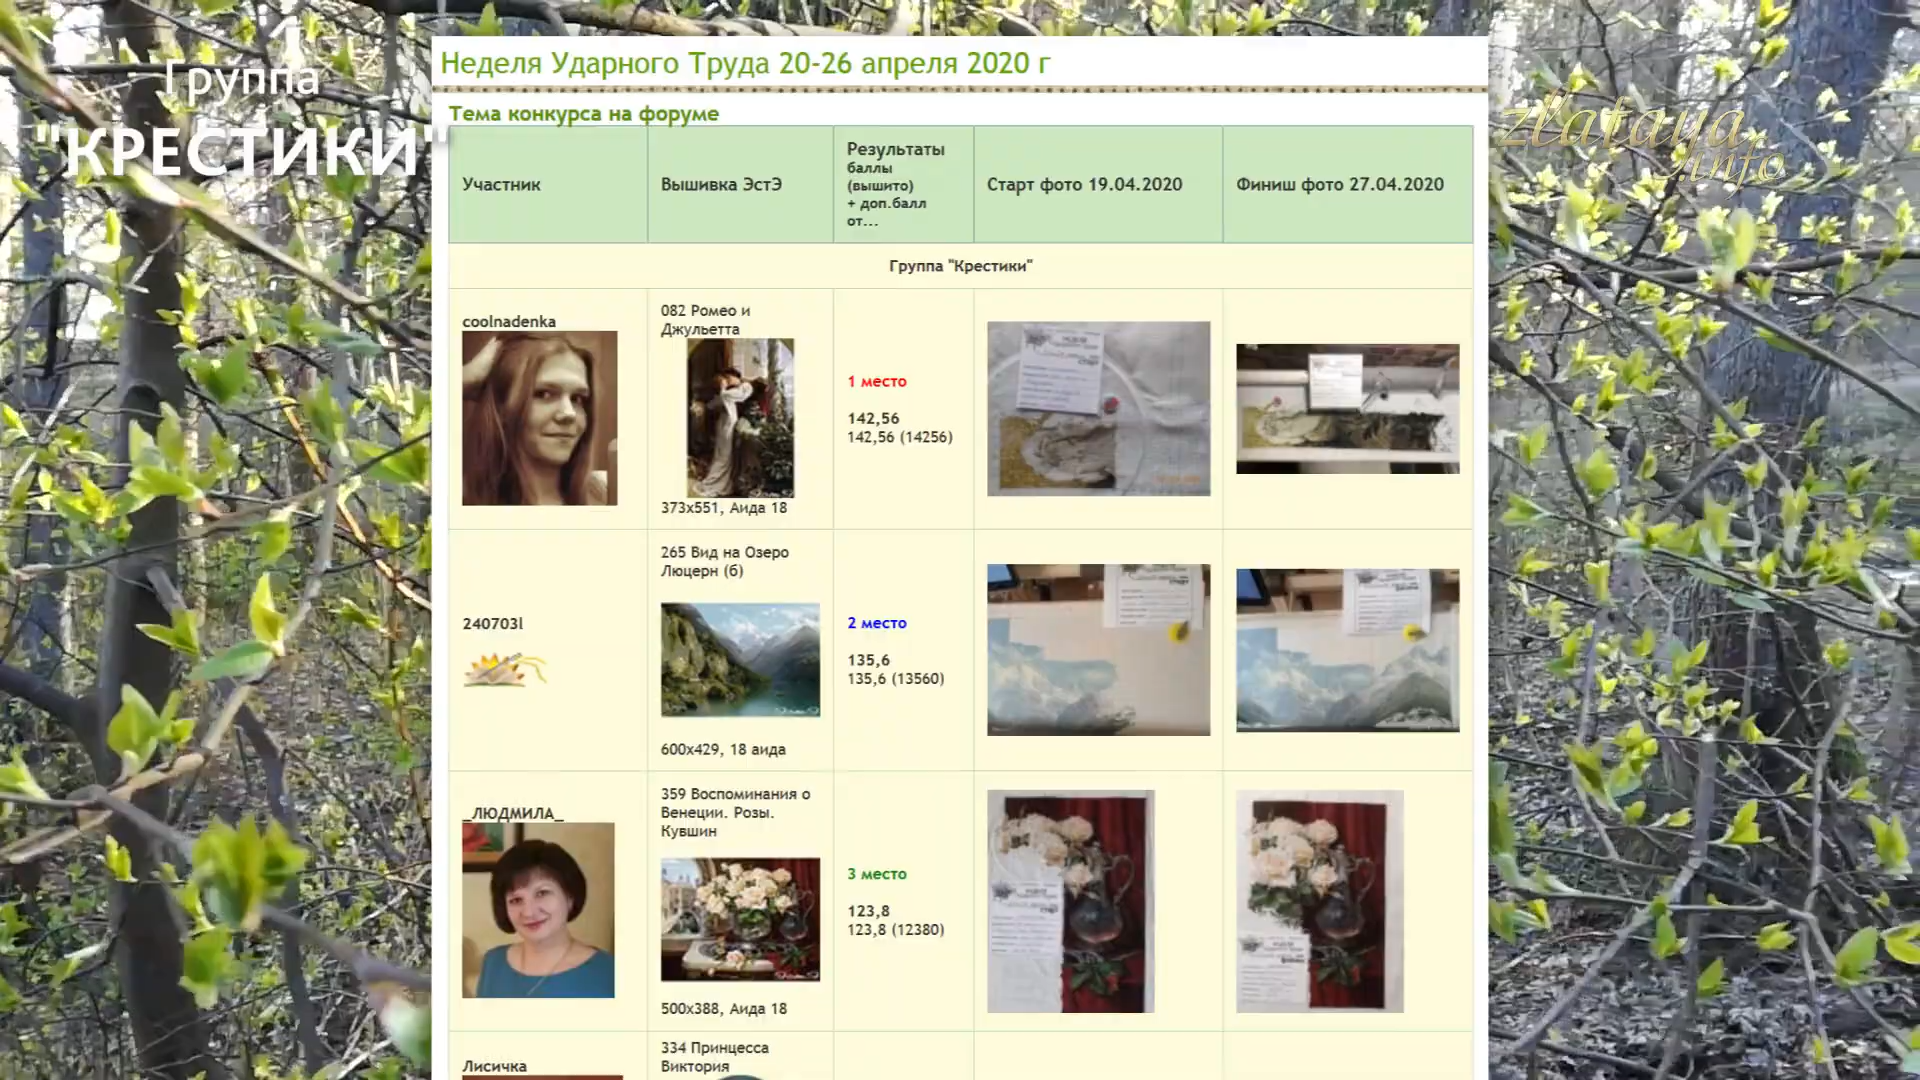 Группа
"КРЕСТИКИ"
zlataya
.info
Неделя Ударного Труда 20-26 апреля 2020 г
Тема конкурса на форуме
Участник
Вышивка ЭстЭ
Результаты
баллы
(вышито)
+ доп.балл
от...
Старт фото 19.04.2020
Финиш фото 27.04.2020
Группа "Крестики"
coolnadenka
082 Ромео и
Джульетта
373x551, Аида 18
1 место
142,56
142,56 (14256)
240703l
265 Вид на Озеро
Люцерн (б)
600x429, 18 аида
2 место
135,6
135,6 (13560)
_ЛЮДМИЛА_
359 Воспоминания о
Венеции. Розы.
Кувшин
500x388, Аида 18
3 место
123,8
123,8 (12380)
Лисичка
334 Принцесса
Виктория